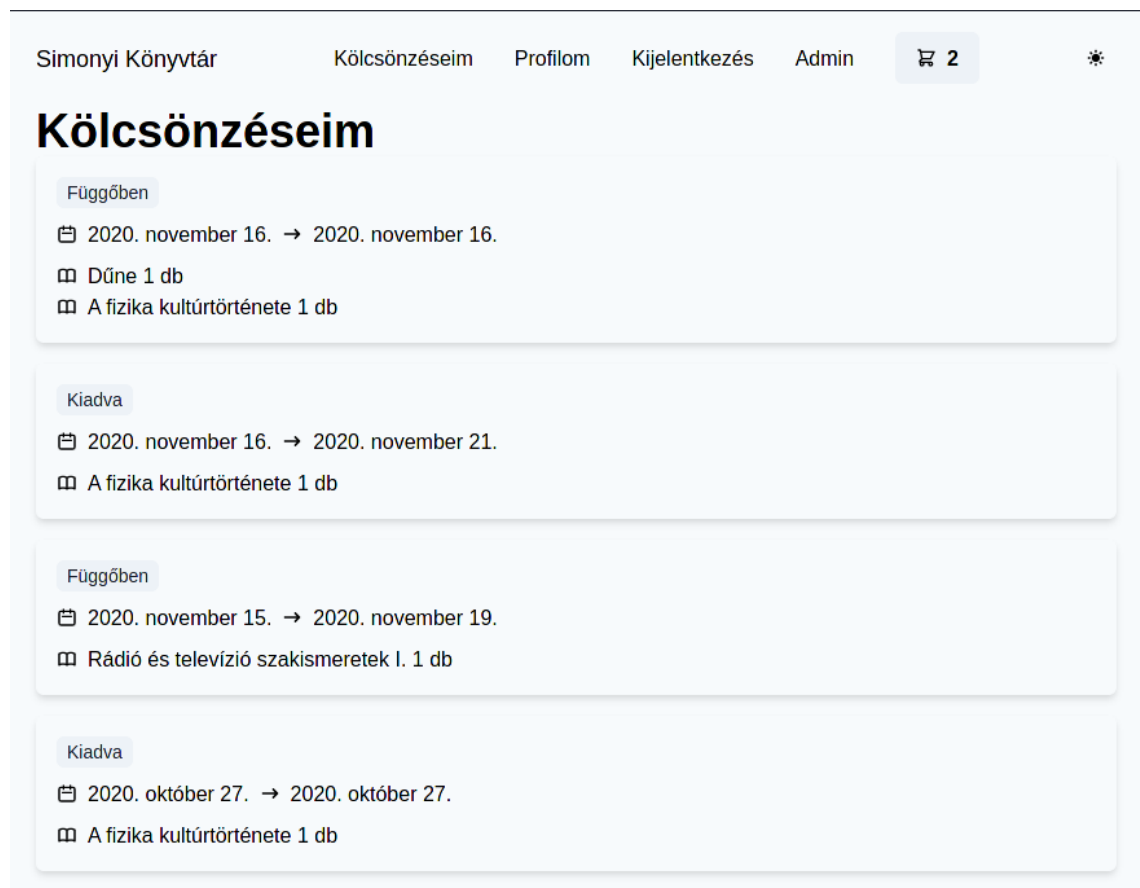 Simonyi Könyvtár Kölcsönzéseim Profilom Kijelentkezés Admin 2
Kölcsönzéseim
Függőben
2020. november 16. → 2020. november 16.
Dűne 1 db
A fizika kultúrtörténete 1 db
Kiadva
2020. november 16. → 2020. november 21.
A fizika kultúrtörténete 1 db
Függőben
2020. november 15. → 2020. november 19.
Rádió és televízió szakismeretek I. 1 db
Kiadva
2020. október 27. → 2020. október 27.
A fizika kultúrtörténete 1 db